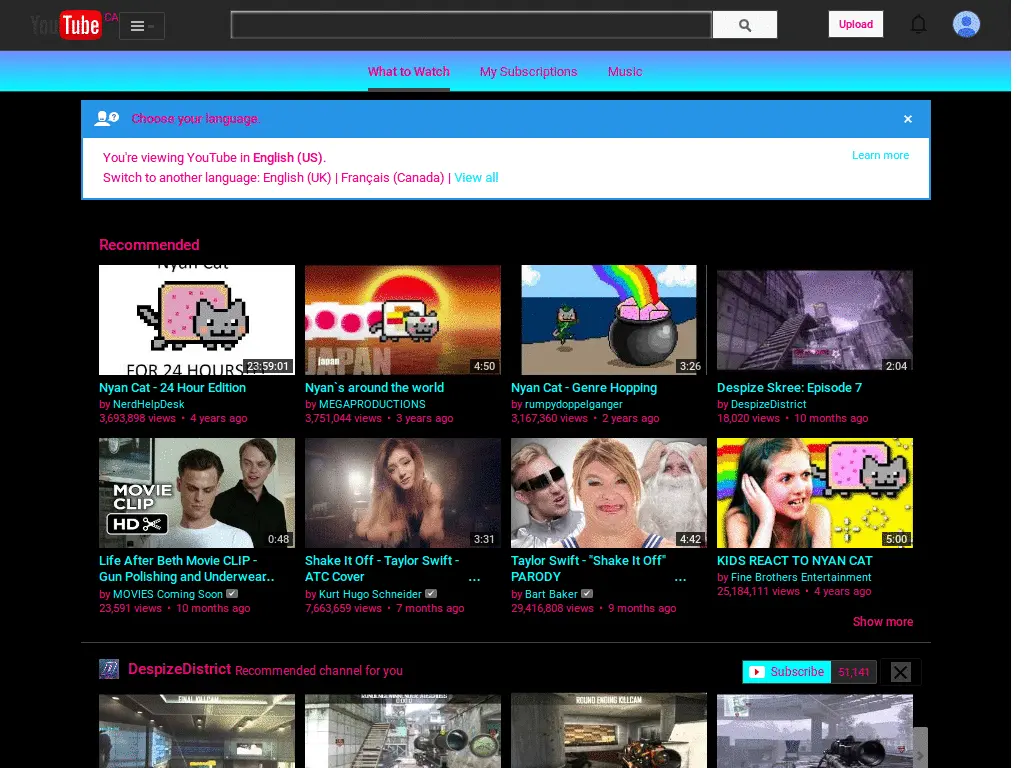 YouTube CA
Upload
What to Watch My Subscriptions Music
Choose your language.
You're viewing YouTube in English (US).
Learn more
Switch to another language: English (UK) | Français (Canada) | View all
Recommended
Nyan Cat
FOR 24 HOURS
23:59:01
japan
JAPAN
4:50
3:26
2:04
Nyan Cat - 24 Hour Edition
by NerdHelpDesk
3,693,898 views • 4 years ago
Nyan`s around the world
by MEGAPRODUCTIONS
3,751,044 views • 3 years ago
Nyan Cat - Genre Hopping
by rumpydoppelganger
3,167,360 views • 2 years ago
Despize Skree: Episode 7
by DespizeDistrict
18,020 views • 10 months ago
MOVIE
CLIP
HD
0:48
3:31
4:42
5:00
Life After Beth Movie CLIP -
Gun Polishing and Underwear...
by MOVIES Coming Soon
23,591 views • 10 months ago
Shake It Off - Taylor Swift -
ATC Cover ...
by Kurt Hugo Schneider
7,663,659 views • 7 months ago
Taylor Swift - "Shake It Off"
PARODY ...
by Bart Baker
29,416,808 views • 9 months ago
KIDS REACT TO NYAN CAT
by Fine Brothers Entertainment
25,184,111 views • 4 years ago
Show more
DespizeDistrict Recommended channel for you
Subscribe 51,141
FINAL KILLCAM
ROUND ENDING KILLCAM